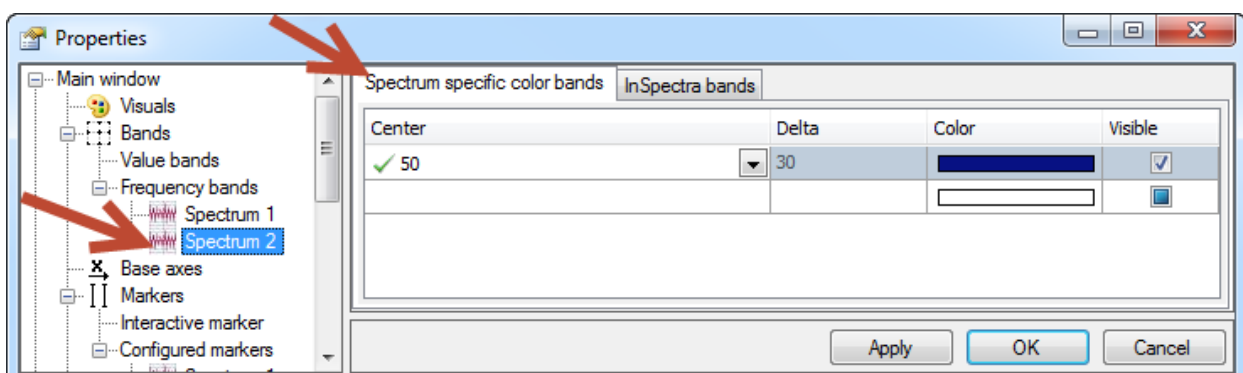 Properties
Main window
Visuals
Bands
Value bands
Frequency bands
Spectrum 1
Spectrum 2
Base axes
Markers
Interactive marker
Configured markers
Spectrum specific color bands InSpectra bands
Center Delta Color Visible
50 30
Apply OK Cancel